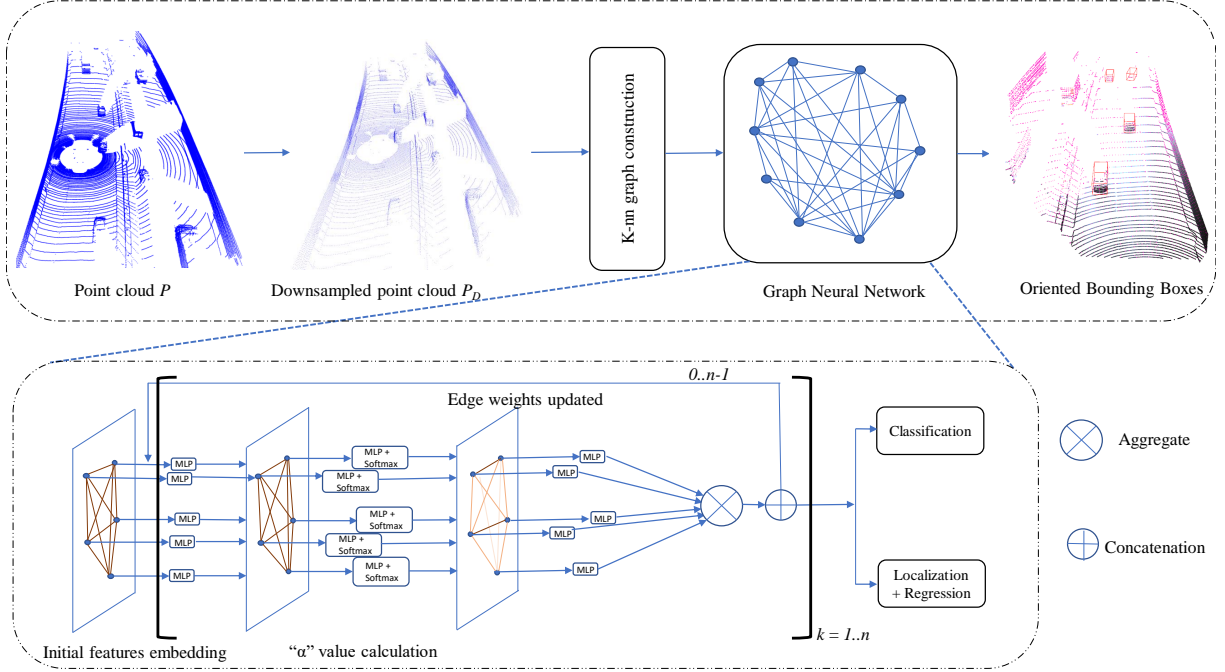 K-nn graph construction
Point cloud P
Downsampled point cloud P_D
Graph Neural Network
Oriented Bounding Boxes
0..n-1
Edge weights updated
MLP
MLP
MLP
MLP
MLP
MLP +
Softmax
MLP +
Softmax
MLP +
Softmax
MLP +
Softmax
MLP +
Softmax
MLP
MLP
MLP
MLP
MLP
Classification
Localization
+ Regression
Aggregate
Concatenation
k = 1..n
Initial features embedding
“α” value calculation